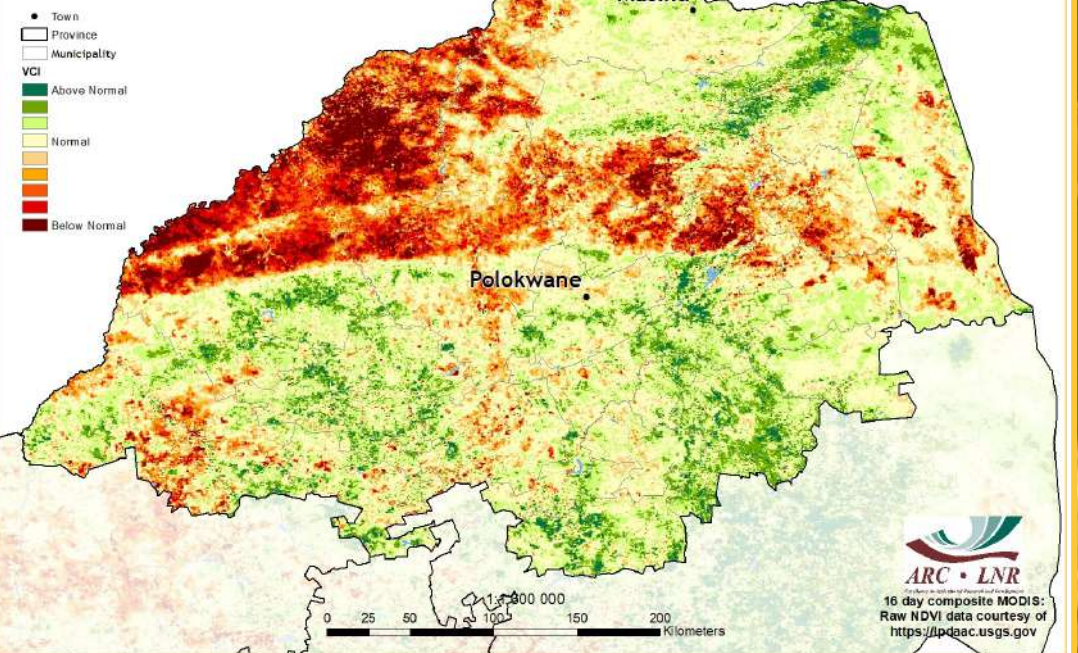 Town
Province
Municipality
VCI
Above Normal
Normal
Below Normal
Polokwane
ARC • LNR
16 day composite MODIS:
Raw NDVI data courtesy of
https://lpdaac.usgs.gov
0 25 50 100 150 200
Kilometers